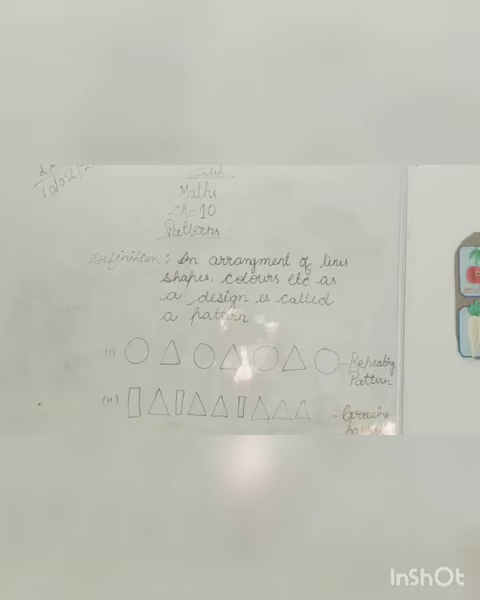 C.W
Maths
Ch-10
Patterns
Definition: An arrangment of lines
shapes, colours etc as
a design is called
a pattern
(i) Repeating
Pattern
(ii) Growing
InShOt